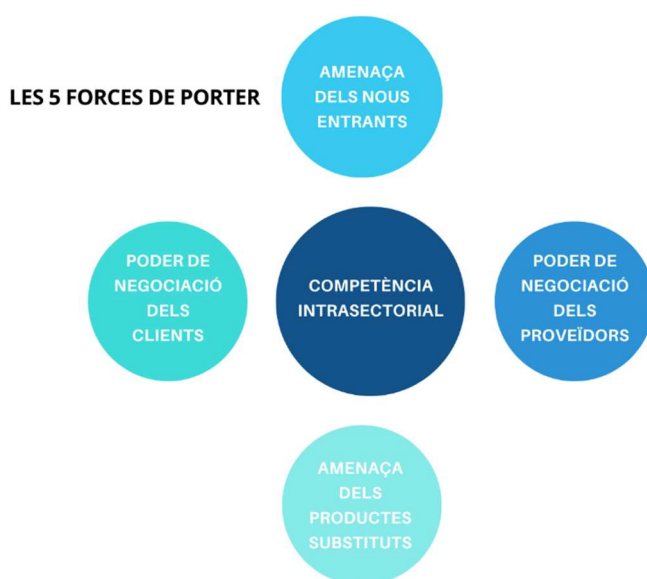 LES 5 FORCES DE PORTER
AMENAÇA
DELS NOUS
ENTRANTS
PODER DE
NEGOCIACIÓ
DELS
CLIENTS
COMPETÈNCIA
INTRASECTORIAL
PODER DE
NEGOCIACIÓ
DELS
PROVEÏDORS
AMENAÇA
DELS
PRODUCTES
SUBSTITUTS